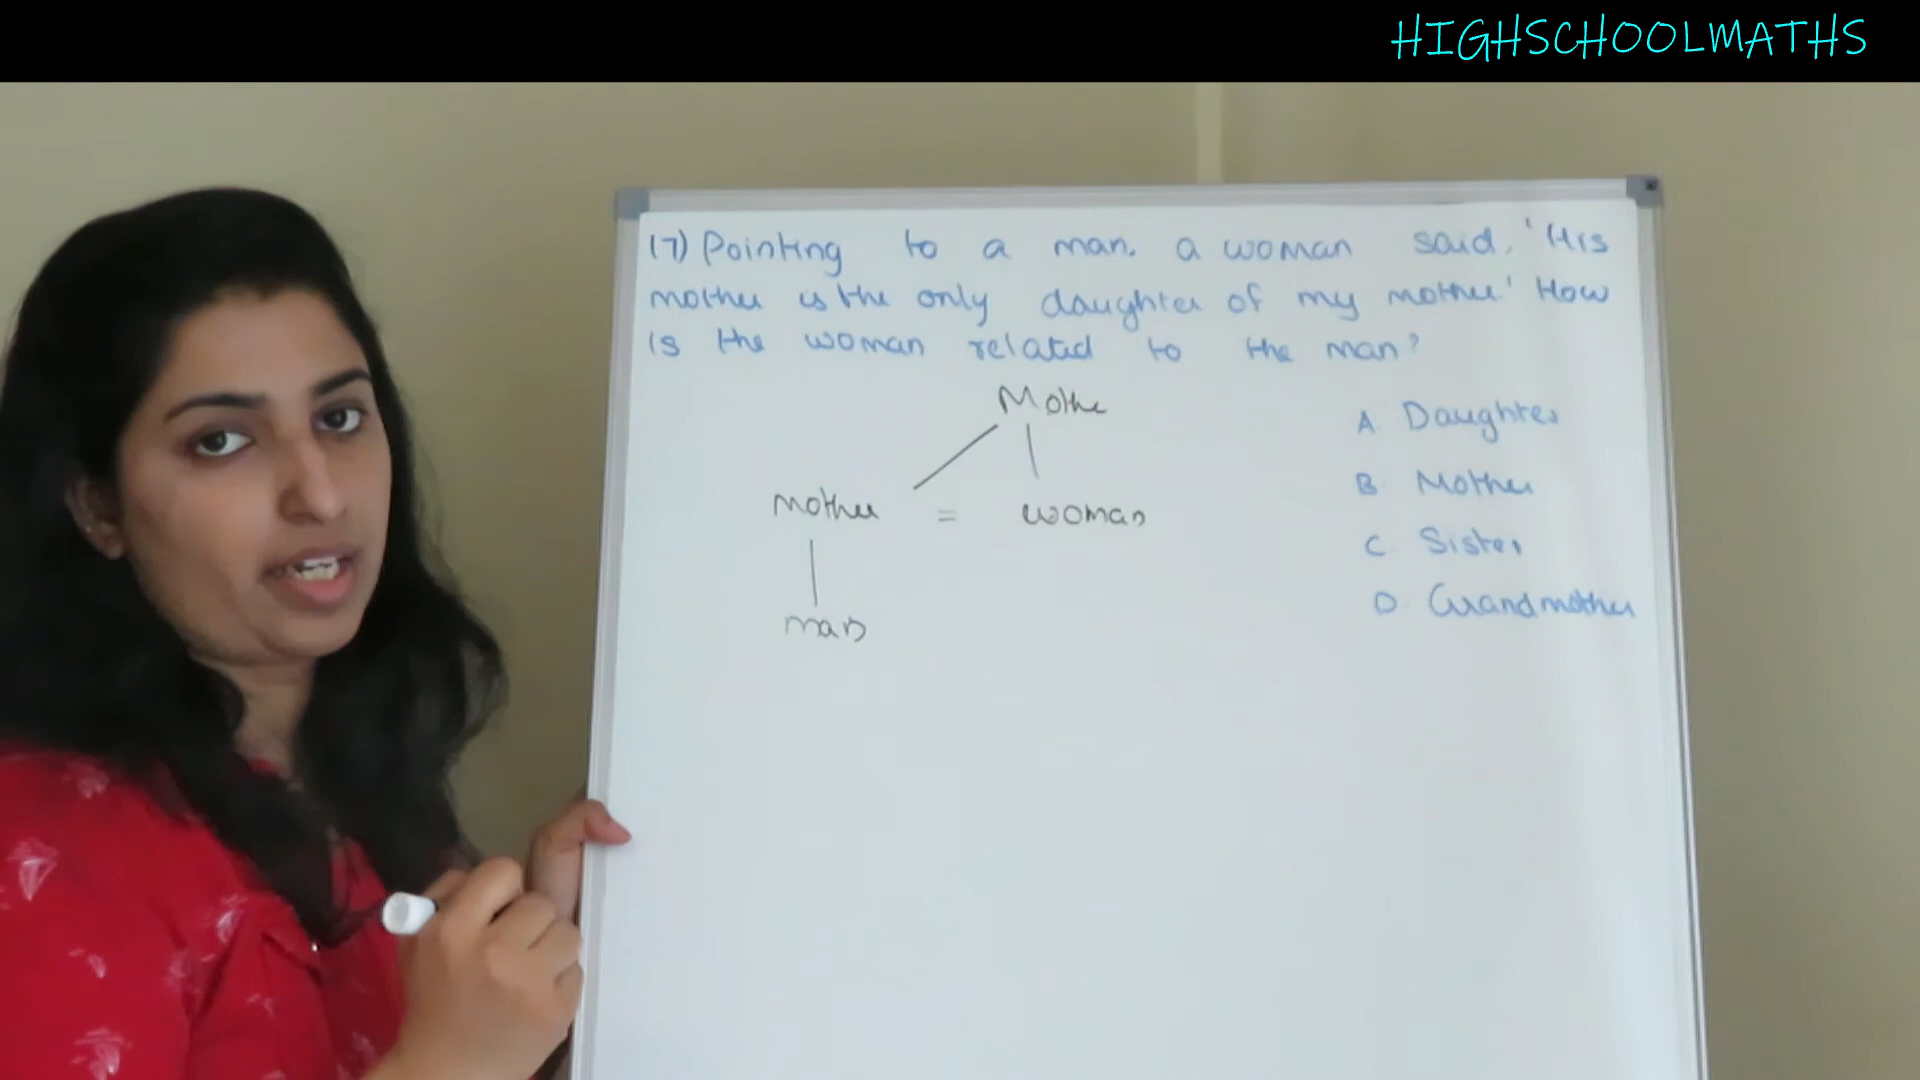 HIGHSCHOOLMATHS
17) Pointing to a man, a woman said, 'His
mother is the only daughter of my mother.' How
is the woman related to the man?
Mother
mother = woman
man
A. Daughter
B. Mother
C. Sister
D. Grandmother